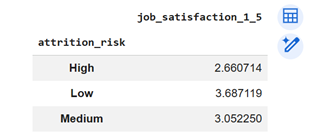 job_satisfaction_1_5
attrition_risk
High 2.660714
Low 3.687119
Medium 3.052250